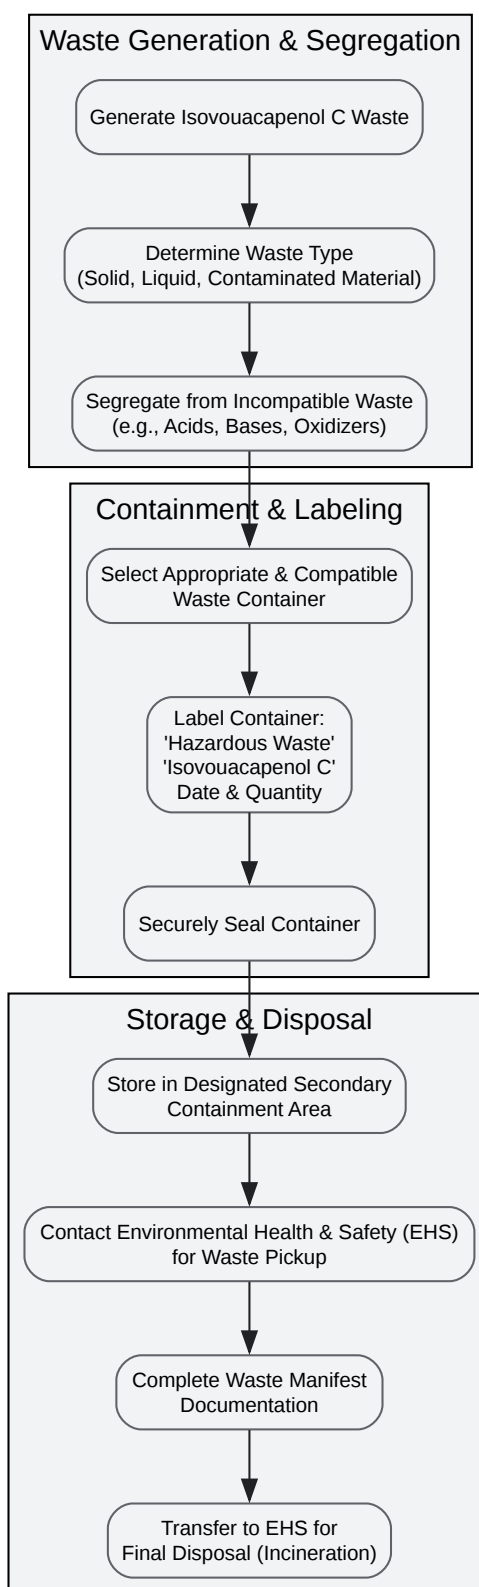 Waste Generation & Segregation
Generate Isovouacapenol C Waste
Determine Waste Type
(Solid, Liquid, Contaminated Material)
Segregate from Incompatible Waste
(e.g., Acids, Bases, Oxidizers)
Containment & Labeling
Select Appropriate & Compatible
Waste Container
Label Container:
'Hazardous Waste'
'Isovouacapenol C'
Date & Quantity
Securely Seal Container
Storage & Disposal
Store in Designated Secondary
Containment Area
Contact Environmental Health & Safety (EHS)
for Waste Pickup
Complete Waste Manifest
Documentation
Transfer to EHS for
Final Disposal (Incineration)